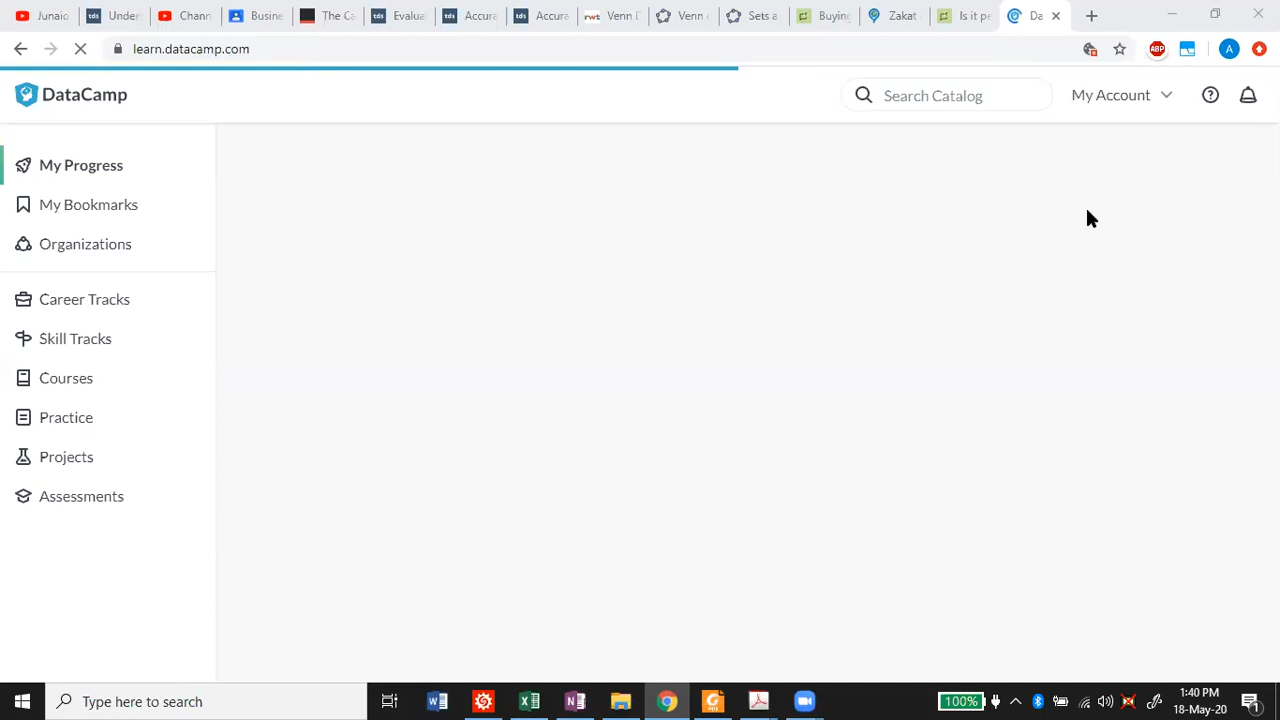 Junaio
Under
Chann
Busine
The Ca
Evalua
Accura
Accura
Venn D
Venn
Sets a
Buying
Zakat
Is it pe
Da
learn.datacamp.com
ABP
A
DataCamp
Search Catalog
My Account
My Progress
My Bookmarks
Organizations
Career Tracks
Skill Tracks
Courses
Practice
Projects
Assessments
Type here to search
100%
1:40 PM
18-May-20